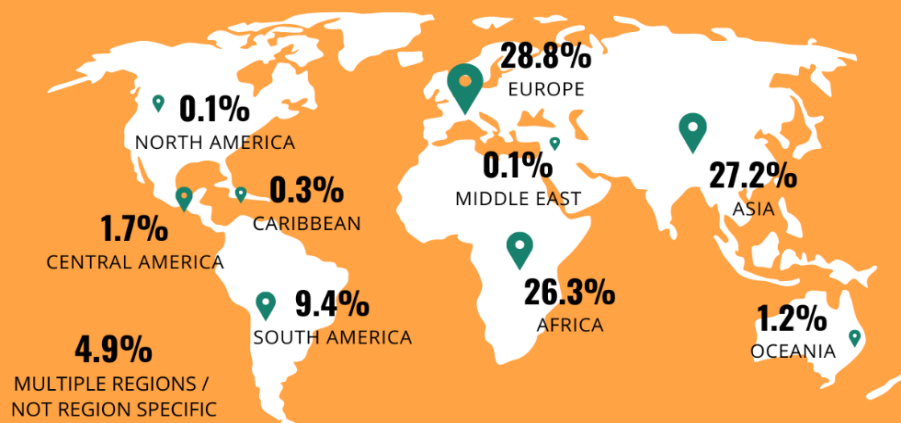 28.8%
EUROPE
0.1%
NORTH AMERICA
0.1%
MIDDLE EAST
27.2%
ASIA
0.3%
CARIBBEAN
1.7%
CENTRAL AMERICA
26.3%
AFRICA
9.4%
SOUTH AMERICA
1.2%
OCEANIA
4.9%
MULTIPLE REGIONS /
NOT REGION SPECIFIC